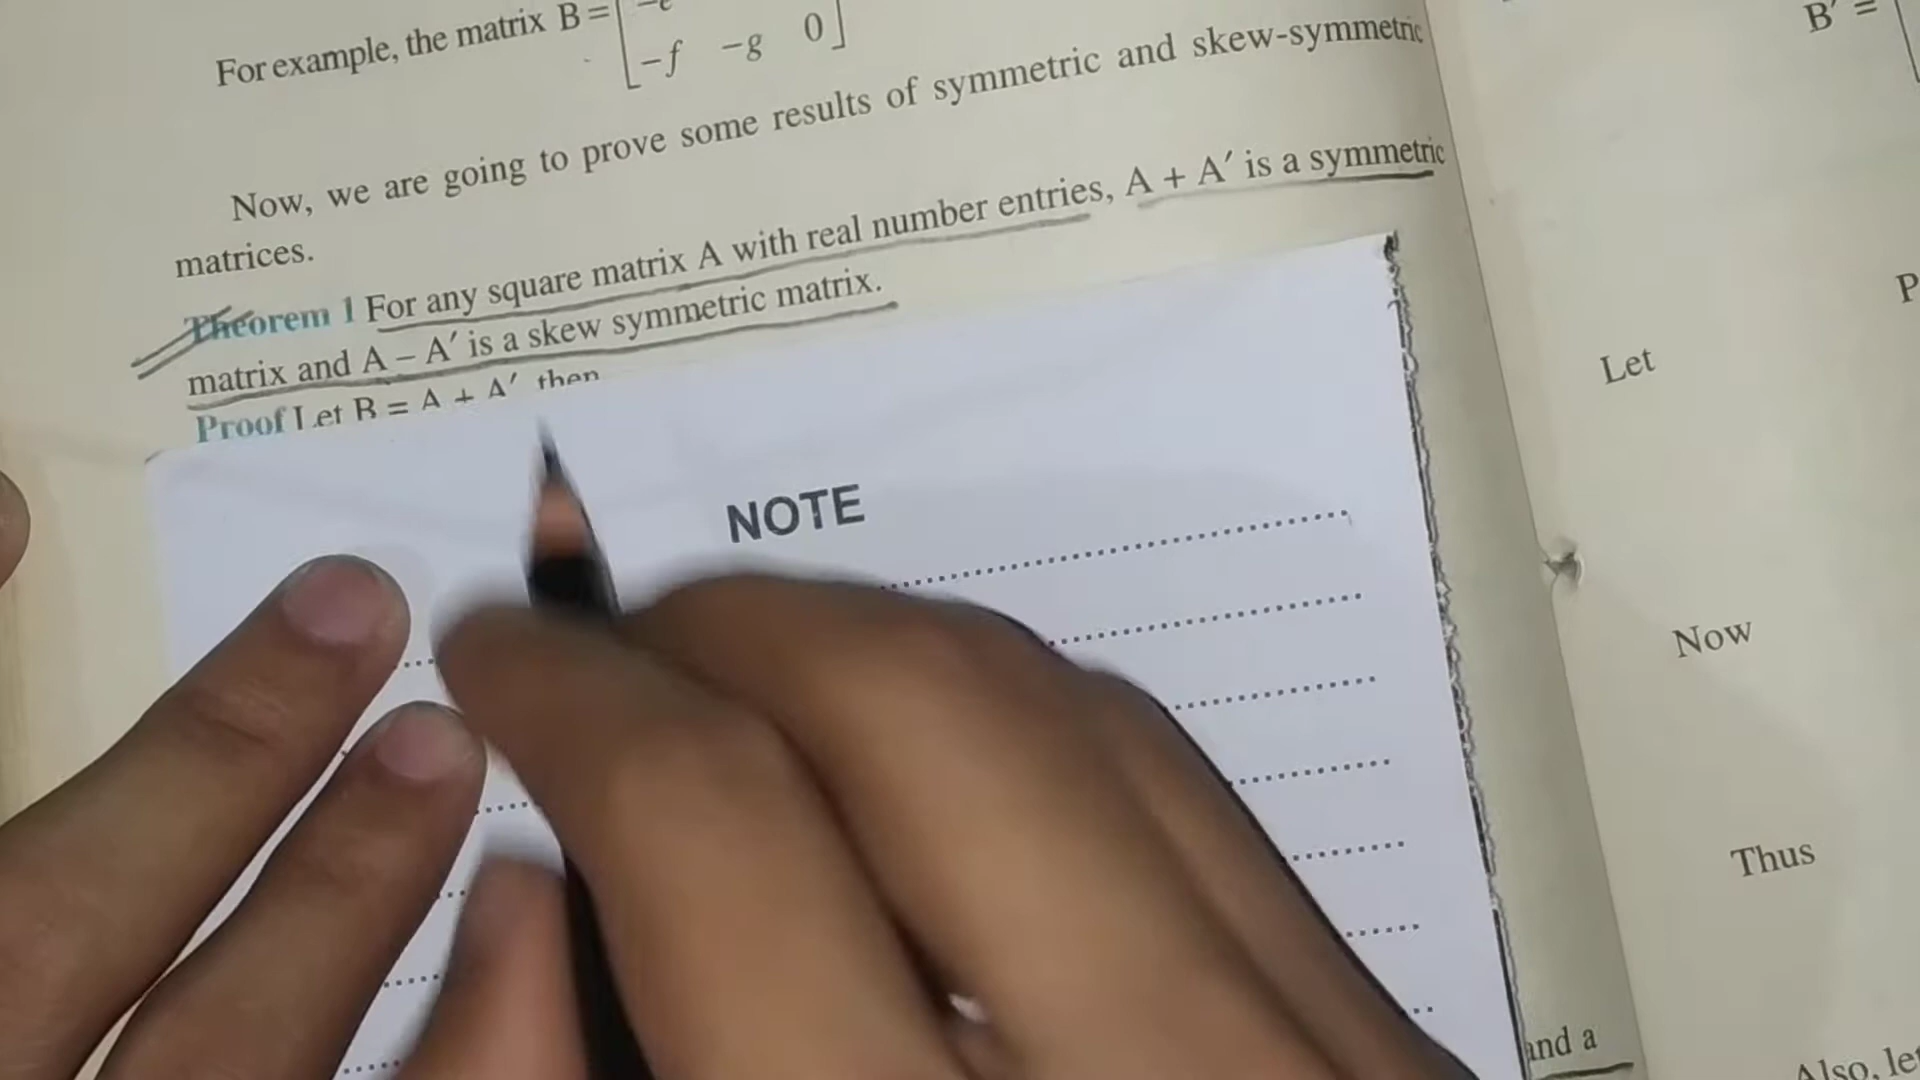 For example, the matrix B =
−e
−f −g 0
Now, we are going to prove some results of symmetric and skew-symmetric
matrices.
Theorem 1 For any square matrix A with real number entries, A + A′ is a symmetric
matrix and A – A′ is a skew symmetric matrix.
Proof Let B = A + A′ then
NOTE
and a
B′ =
P
Let
Now
Thus
Also, let